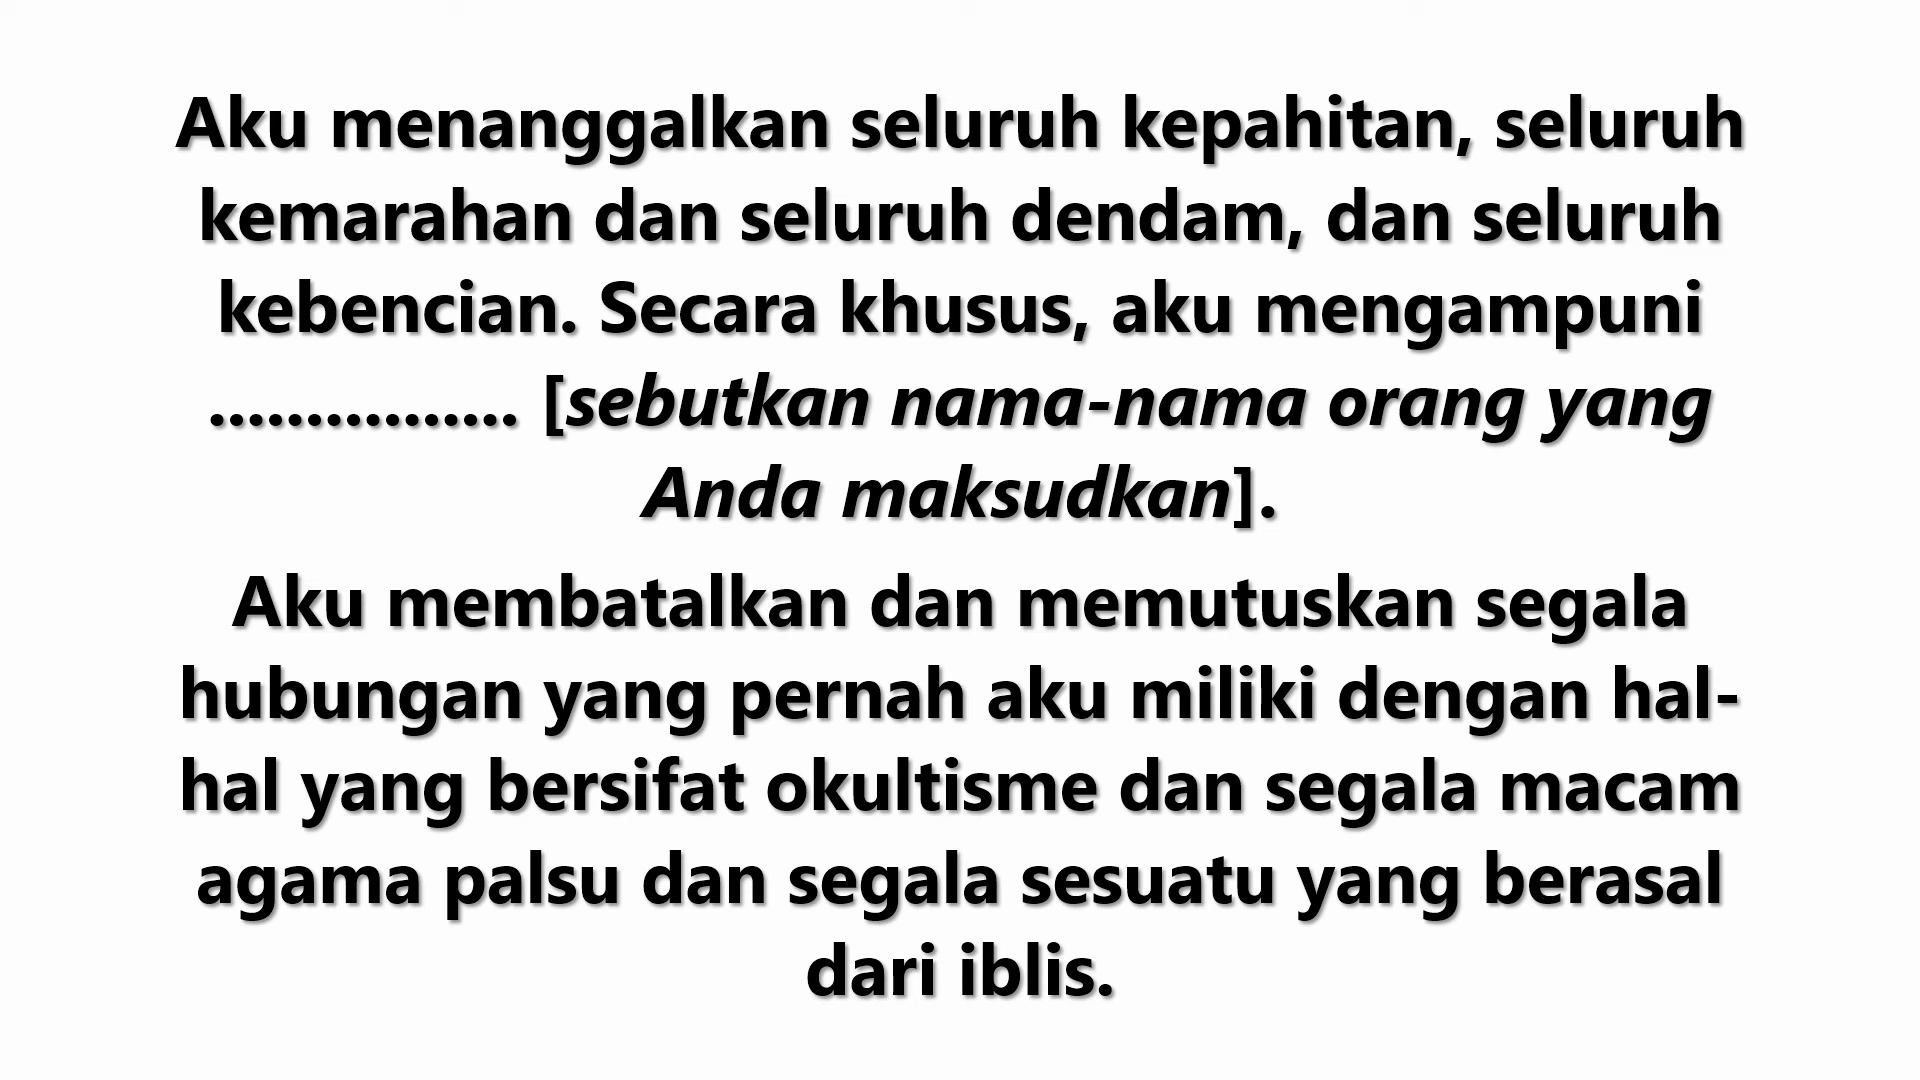 Aku menanggalkan seluruh kepahitan, seluruh
kemarahan dan seluruh dendam, dan seluruh
kebencian. Secara khusus, aku mengampuni
................ [sebutkan nama-nama orang yang
Anda maksudkan].
Aku membatalkan dan memutuskan segala
hubungan yang pernah aku miliki dengan hal-
hal yang bersifat okultisme dan segala macam
agama palsu dan segala sesuatu yang berasal
dari iblis.